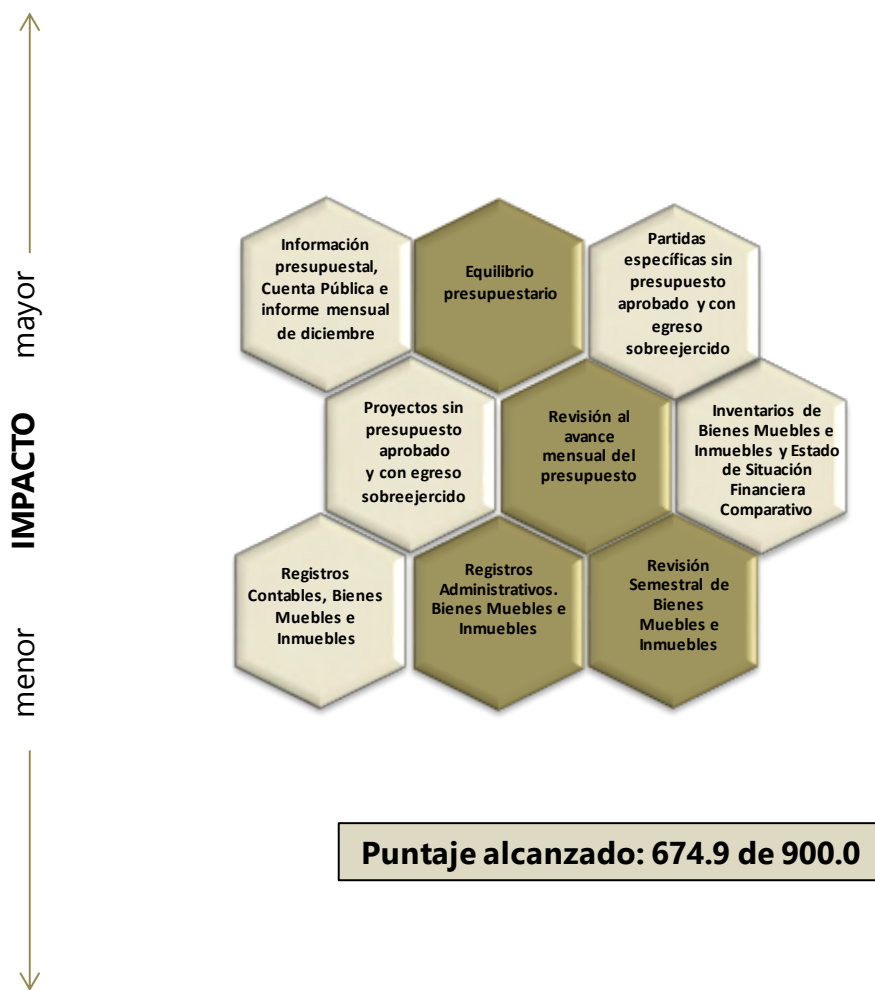 mayor
IMPACTO
menor
Información
presupuestal,
Cuenta Pública e
informe mensual
de diciembre
Equilibrio
presupuestario
Partidas
específicas sin
presupuesto
aprobado y con
egreso
sobreejercido
Proyectos sin
presupuesto
aprobado
y con egreso
sobreejercido
Revisión al
avance
mensual del
presupuesto
Inventarios de
Bienes Muebles e
Inmuebles y Estado
de Situación
Financiera
Comparativo
Registros
Contables, Bienes
Muebles e
Inmuebles
Registros
Administrativos.
Bienes Muebles e
Inmuebles
Revisión
Semestral de
Bienes
Muebles e
Inmuebles
Puntaje alcanzado: 674.9 de 900.0